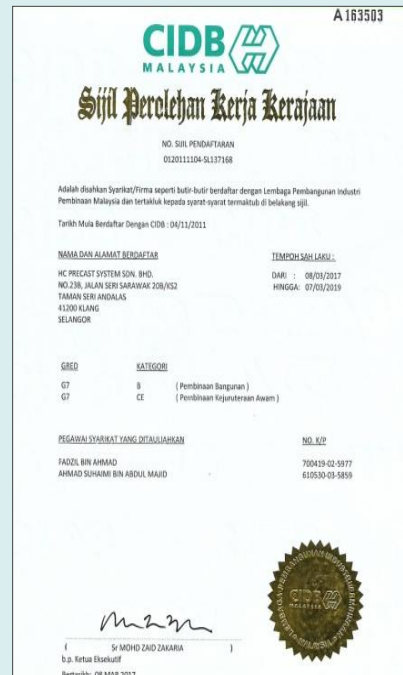 A163503
CIDB
MALAYSIA
Sijil Perolehan Kerja Kerajaan
NO. SIJIL PENDAFTARAN
0120111104-SL137168
Adalah disahkan Syarikat/Firma seperti butir-butir berdaftar dengan Lembaga Pembangunan Industri
Pembinaan Malaysia dan tertakluk kepada syarat-syarat termaktub di belakang sijil.
Tarikh Mula Berdaftar Dengan CIDB : 04/11/2011
NAMA DAN ALAMAT BERDAFTAR
TEMPOH SAH LAKU :
HC PRECAST SYSTEM SDN. BHD.
DARI : 08/03/2017
NO.23B, JALAN SERI SARAWAK 20B/KS2
HINGGA: 07/03/2019
TAMAN SERI ANDALAS
41200 KLANG
SELANGOR
GRED KATEGORI
G7 B ( Pembinaan Bangunan )
G7 CE ( Pembinaan Kejuruteraan Awam )
PEGAWAI SYARIKAT YANG DITAULIAHKAN NO. K/P
FADZIL BIN AHMAD 700419-02-5977
AHMAD SUHAIMI BIN ABDUL MAJID 610530-03-5859
CIDB
MALAYSIA
( Sr MOHD ZAID ZAKARIA )
b.p. Ketua Eksekutif
Bertarikh: 08 MAR 2017